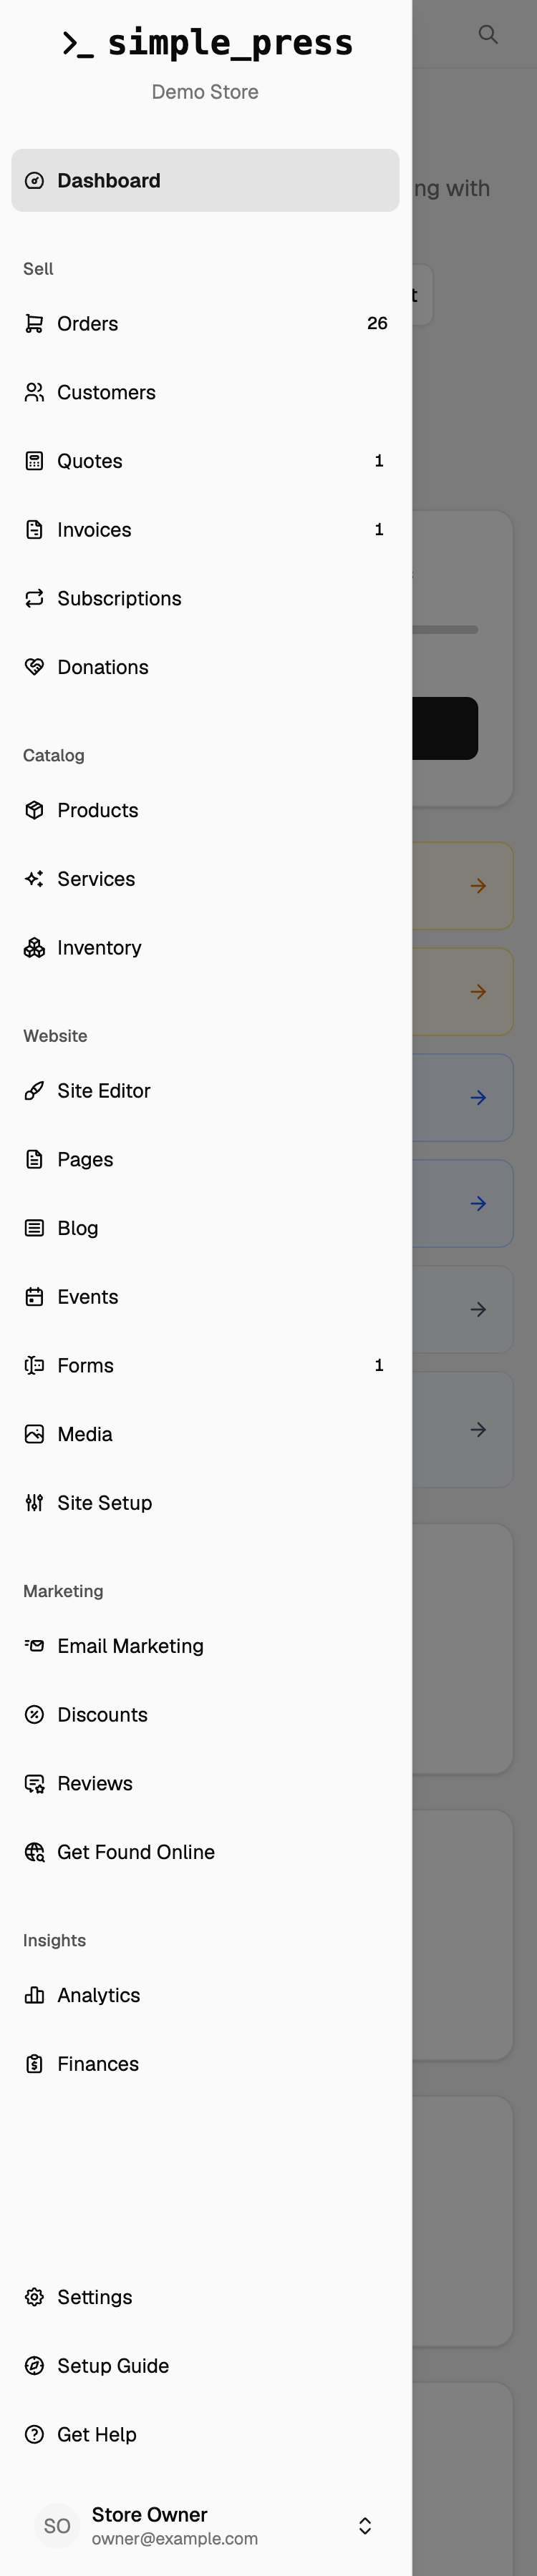 >_ simple_press
Demo Store
Dashboard
ng with
Sell
t
Orders 26
Customers
Quotes 1
Invoices 1
Subscriptions
Donations
Catalog
Products
Services
Inventory
Website
Site Editor
Pages
Blog
Events
Forms 1
Media
Site Setup
Marketing
Email Marketing
Discounts
Reviews
Get Found Online
Insights
Analytics
Finances
Settings
Setup Guide
Get Help
SO
Store Owner
owner@example.com